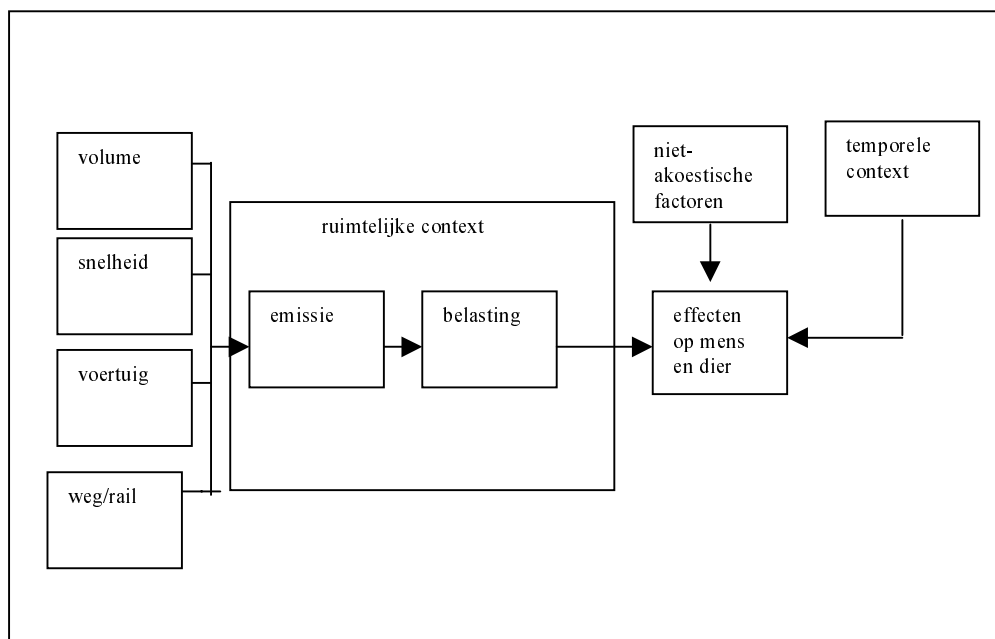 volume
snelheid
voertuig
weg/rail
ruimtelijke context
emissie
belasting
niet-
akoestische
factoren
temporele
context
effecten
op mens
en dier